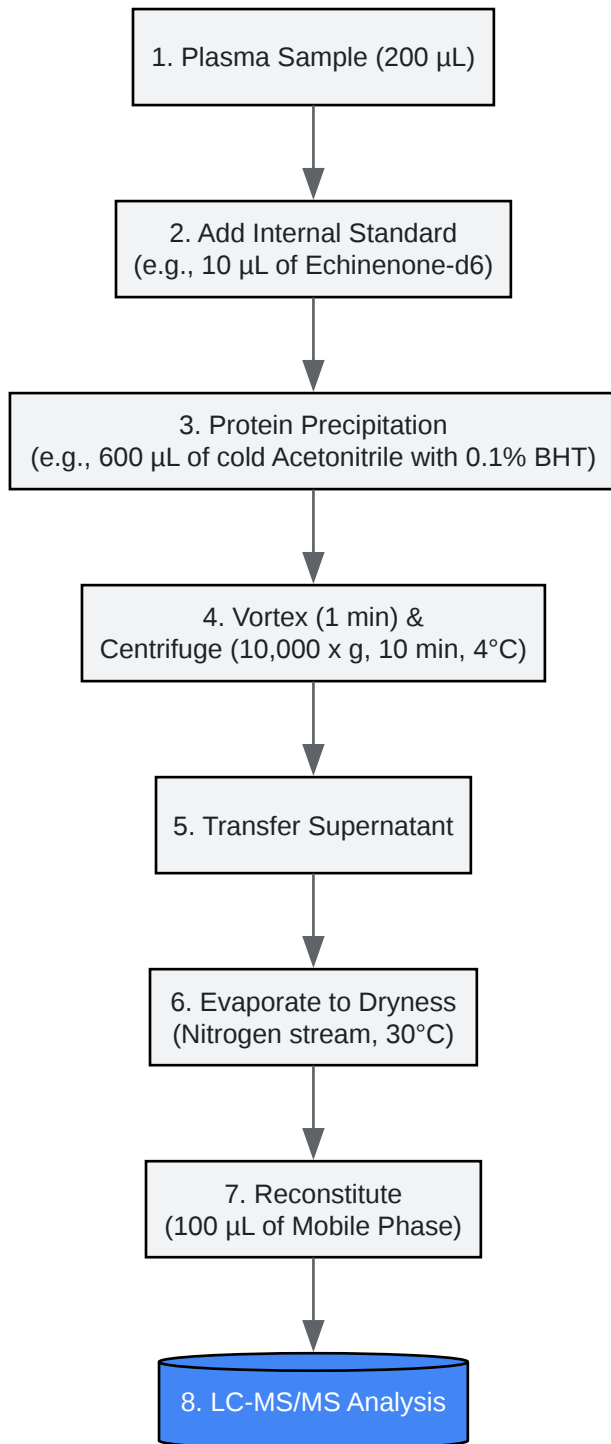 1. Plasma Sample (200 µL)
2. Add Internal Standard
(e.g., 10 µL of Echinenone-d6)
3. Protein Precipitation
(e.g., 600 µL of cold Acetonitrile with 0.1% BHT)
4. Vortex (1 min) &
Centrifuge (10,000 x g, 10 min, 4°C)
5. Transfer Supernatant
6. Evaporate to Dryness
(Nitrogen stream, 30°C)
7. Reconstitute
(100 µL of Mobile Phase)
8. LC-MS/MS Analysis